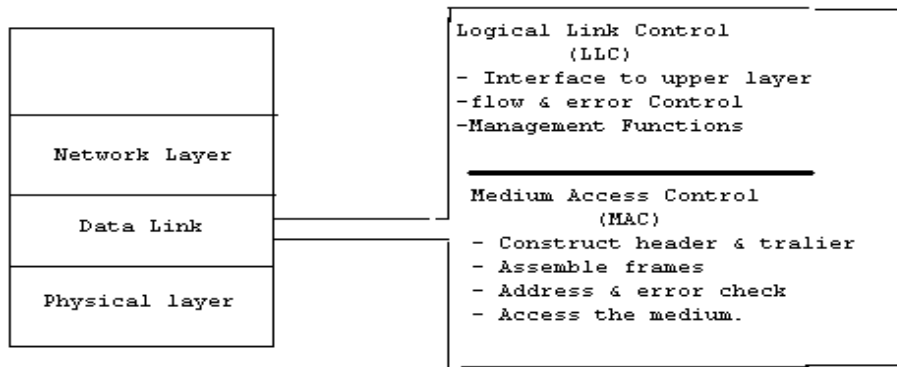 Network Layer
Data Link
Physical layer
Logical Link Control
(LLC)
- Interface to upper layer
-flow & error Control
-Management Functions
Medium Access Control
(MAC)
- Construct header & tralier
- Assemble frames
- Address & error check
- Access the medium.